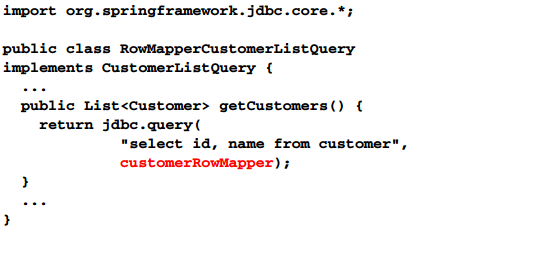 import org.springframework.jdbc.core.*;
public class RowMapperCustomerListQuery
implements CustomerListQuery {
...
public List<Customer> getCustomers() {
return jdbc.query(
"select id, name from customer",
customerRowMapper);
}
...
}